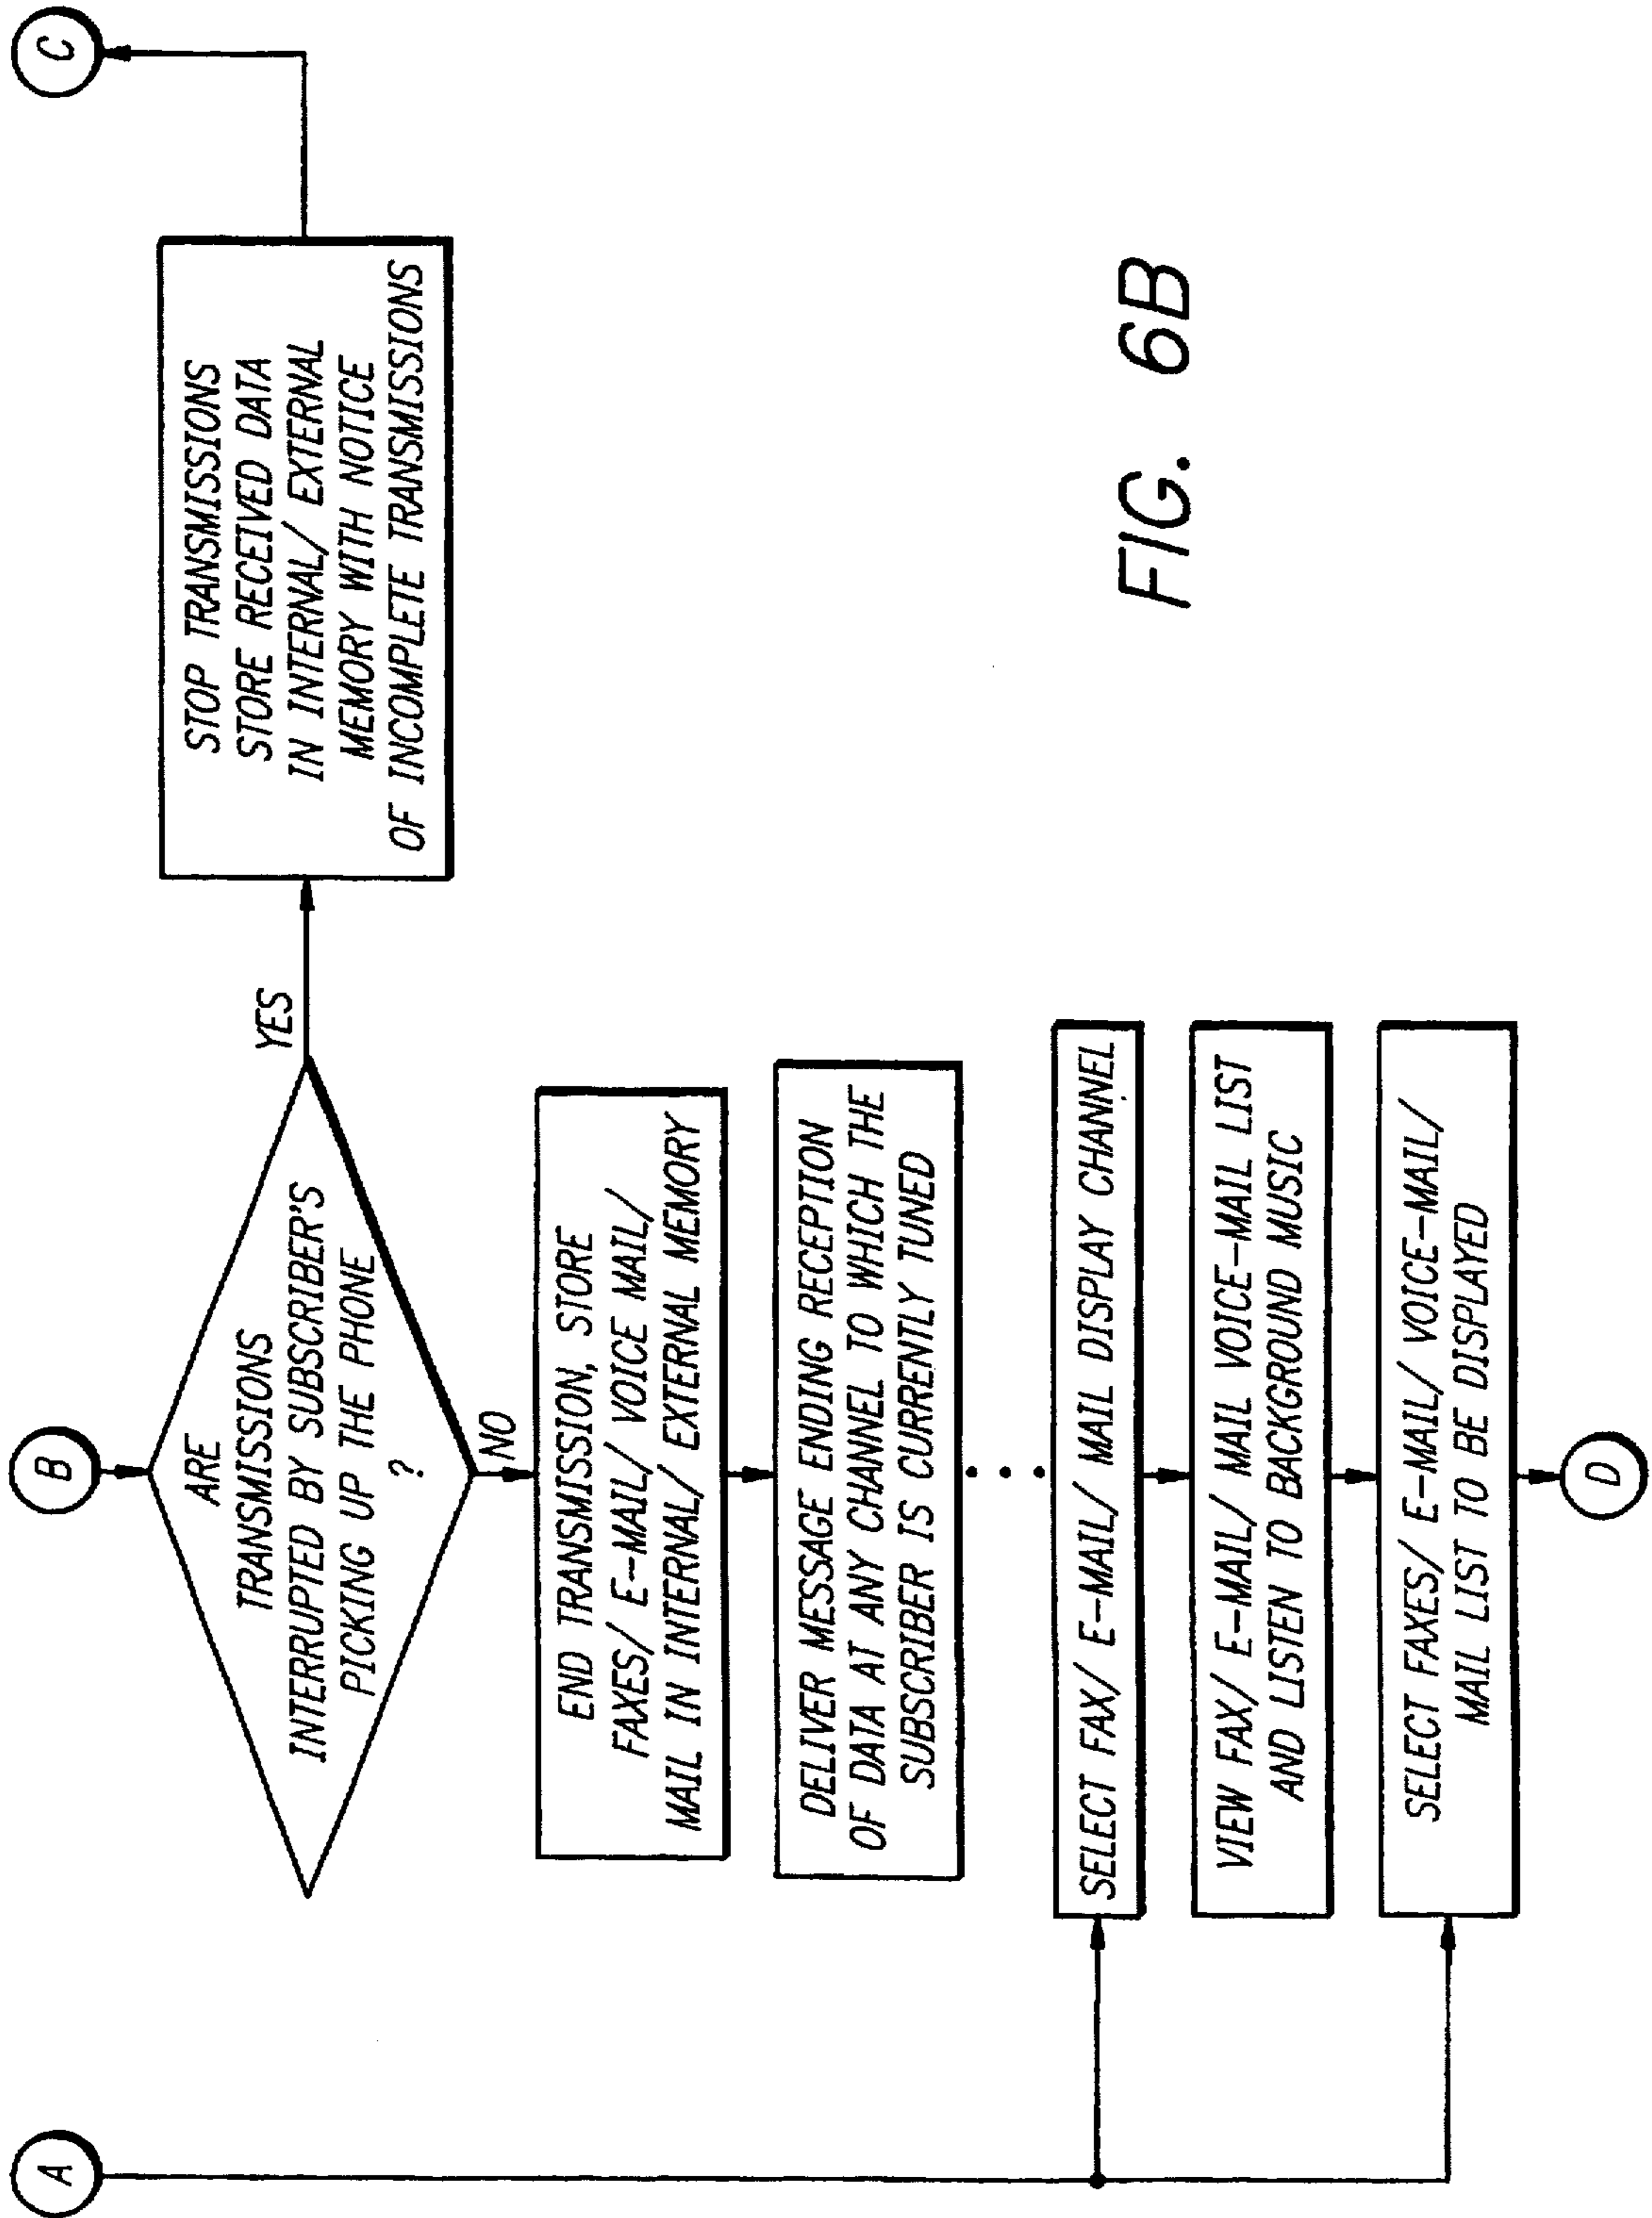 A
B
C
ARE
TRANSMISSIONS
INTERRUPTED BY SUBSCRIBER'S
PICKING UP THE PHONE
?
YES
STOP TRANSMISSIONS
STORE RECEIVED DATA
IN INTERNAL/ EXTERNAL
MEMORY WITH NOTICE
OF INCOMPLETE TRANSMISSIONS
NO
END TRANSMISSION, STORE
FAXES/ E-MAIL/ VOICE MAIL/
MAIL IN INTERNAL/ EXTERNAL MEMORY
DELIVER MESSAGE ENDING RECEPTION
OF DATA AT ANY CHANNEL TO WHICH THE
SUBSCRIBER IS CURRENTLY TUNED
SELECT FAX/ E-MAIL/ MAIL DISPLAY CHANNEL
VIEW FAX/ E-MAIL/ MAIL VOICE-MAIL LIST
AND LISTEN TO BACKGROUND MUSIC
SELECT FAXES/ E-MAIL/ VOICE-MAIL/
MAIL LIST TO BE DISPLAYED
D
FIG. 6B